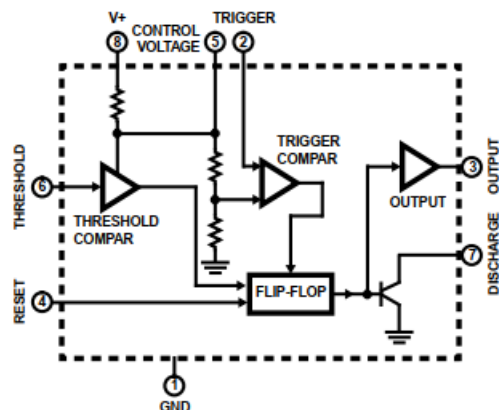 V+
CONTROL
VOLTAGE
TRIGGER
8
5
2
THRESHOLD
6
THRESHOLD
COMPAR
TRIGGER
COMPAR
OUTPUT
3
OUTPUT
7
DISCHARGE
RESET
4
FLIP-FLOP
1
GND